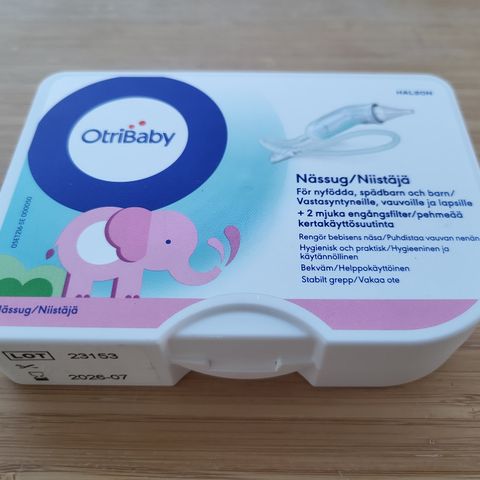 HALEON
OtriBaby
Nässug/Niistäjä
För nyfödda, spädbarn och barn/
Vastasyntyneille, vauvoille ja lapsille
+ 2 mjuka engångsfilter/pehmeää
kertakäyttösuutinta
Rengör bebisens näsa/Puhdistaa vauvan nenän
Hygienisk och praktisk/Hygieeninen ja
käytännöllinen
Bekväm/Helppokäyttöinen
Stabilt grepp/Vakaa ote
Nässug/Niistäjä
LOT 23153
2026-07